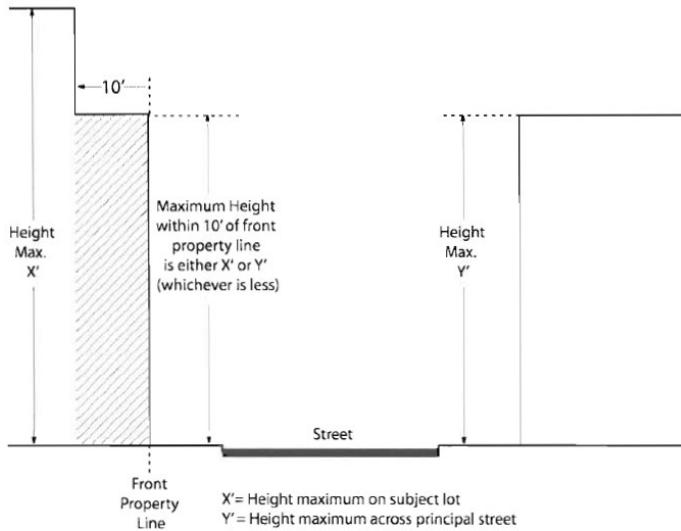 10'
Maximum Height
within 10' of front
property line
is either X' or Y'
(whichever is less)
Height
Max.
X'
Height
Max.
Y'
Street
Front
Property
Line
X'= Height maximum on subject lot
Y'= Height maximum across principal street